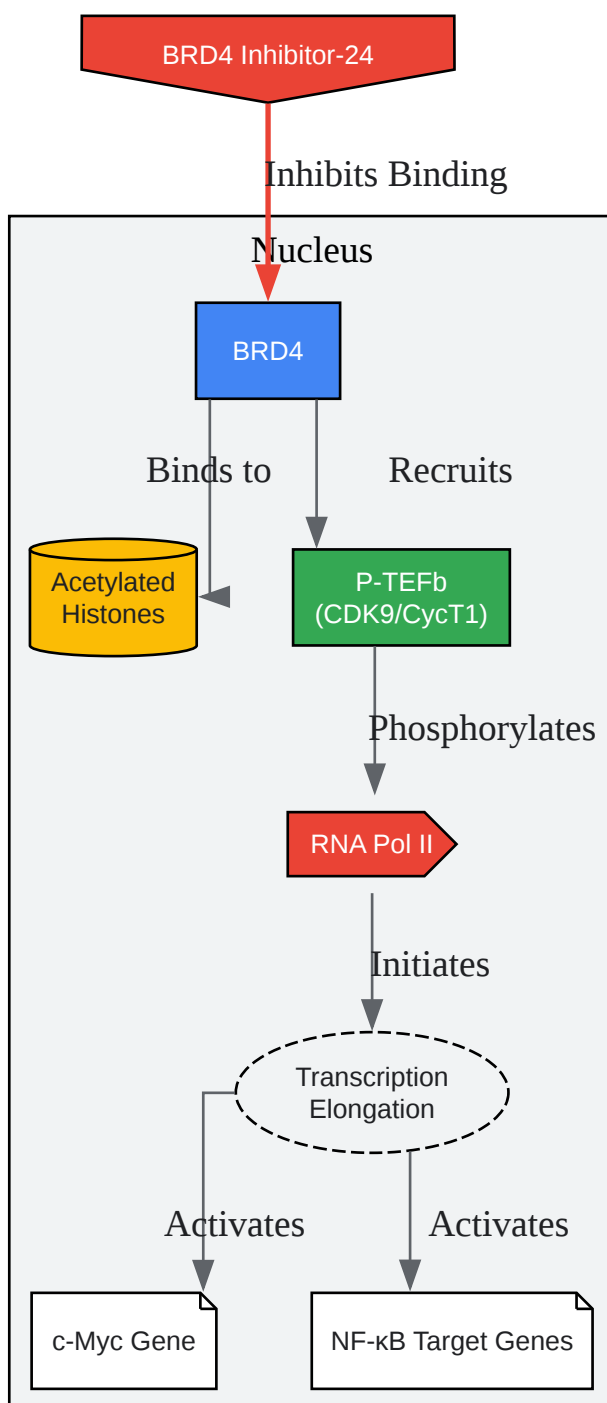 BRD4 Inhibitor-24
Inhibits Binding
Nucleus
BRD4
Binds to
Recruits
Acetylated
Histones
P-TEFb
(CDK9/CycT1)
Phosphorylates
RNA Pol II
Initiates
Transcription
Elongation
Activates
Activates
c-Myc Gene
NF-κB Target Genes